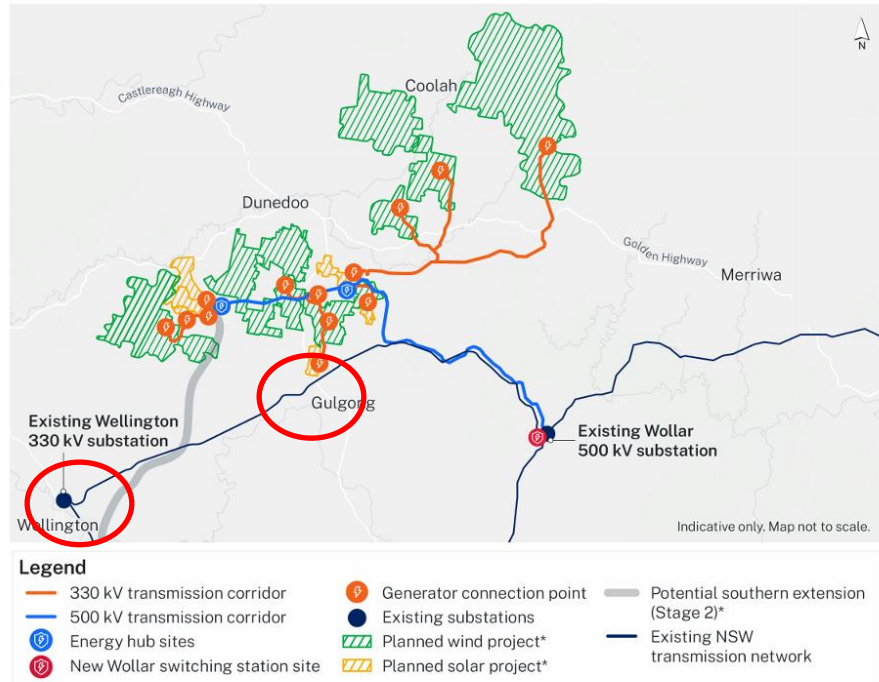 N
Coolah
Castlereagh Highway
Dunedoo
Golden Highway
Merriwa
Gulgong
Existing Wellington
330 kV substation
Existing Wollar
500 kV substation
Wellington
Indicative only. Map not to scale.
Legend
330 kV transmission corridor
500 kV transmission corridor
Energy hub sites
New Wollar switching station site
Generator connection point
Existing substations
Planned wind project*
Planned solar project*
Potential southern extension
(Stage 2)*
Existing NSW
transmission network